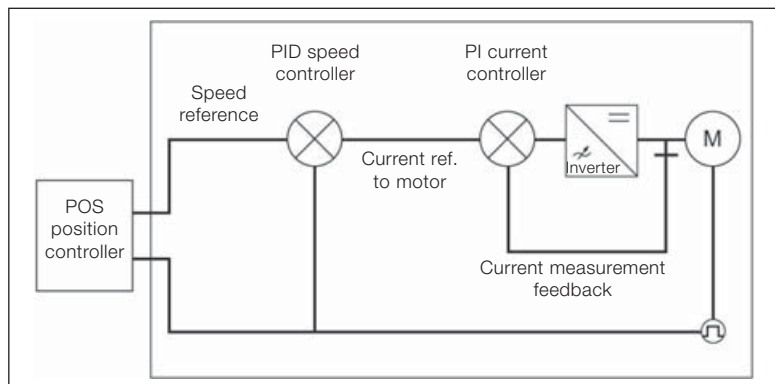 PID speed
controller
PI current
controller
Speed
reference
M
Inverter
Current ref.
to motor
POS
position
controller
Current measurement
feedback